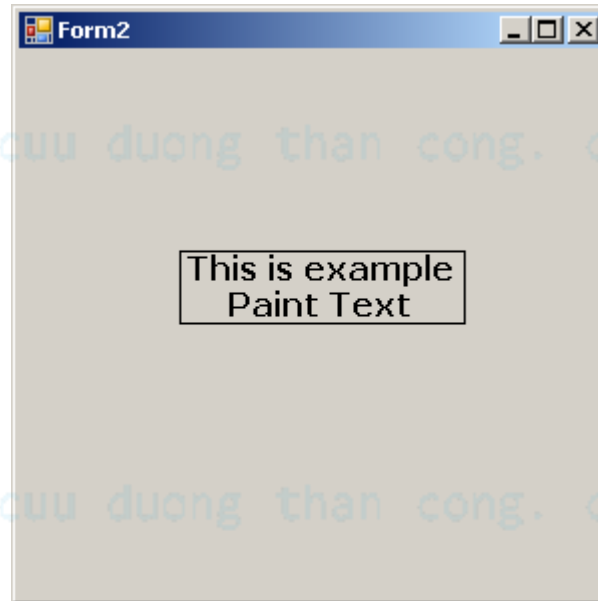 Form2
cuu duong than cong. c
This is example
Paint Text
cuu duong than cong. c